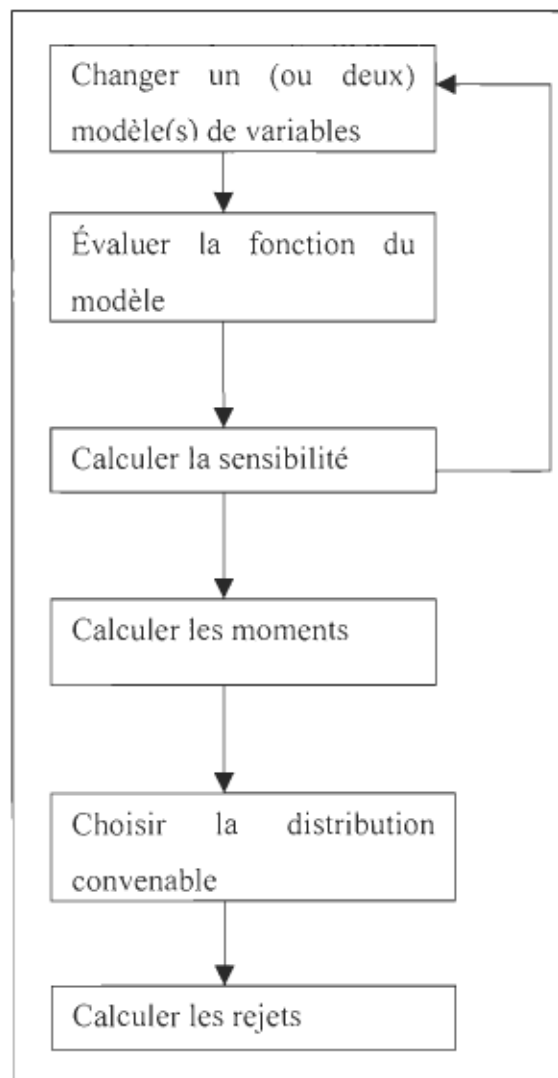 Changer un (ou deux)
modèle(s) de variables
Évaluer la fonction du
modèle
Calculer la sensibilité
Calculer les moments
Choisir la distribution
convenable
Calculer les rejets